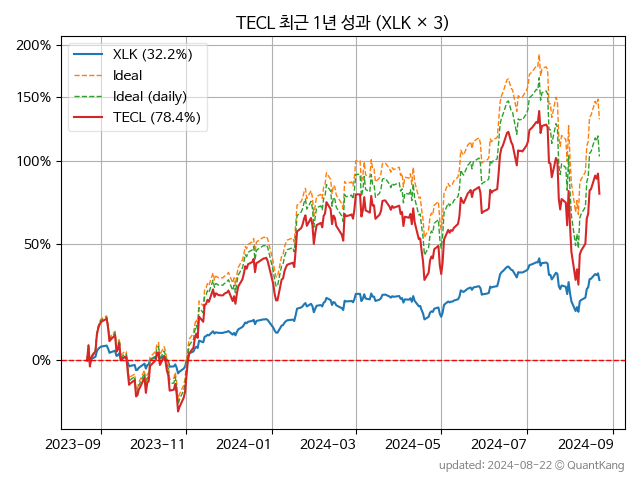 TECL 최근 1년 성과 (XLK × 3)
200%
150%
100%
50%
0%
XLK (32.2%)
Ideal
Ideal (daily)
TECL (78.4%)
2023-09
2023-11
2024-01
2024-03
2024-05
2024-07
2024-09
updated: 2024-08-22 © QuantKang